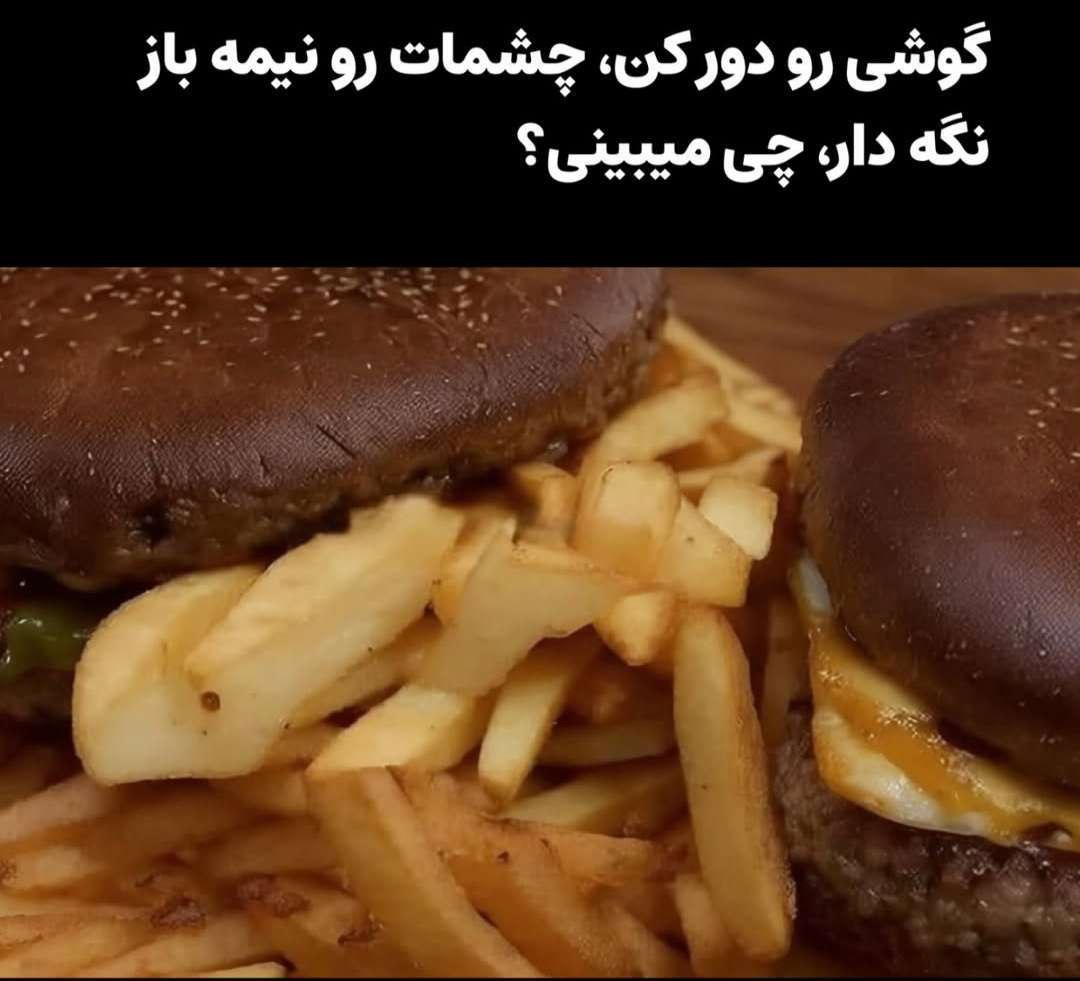 گوشی رو دور کن، چشمات رو نیمه باز
نگه دار، چی میبینی؟